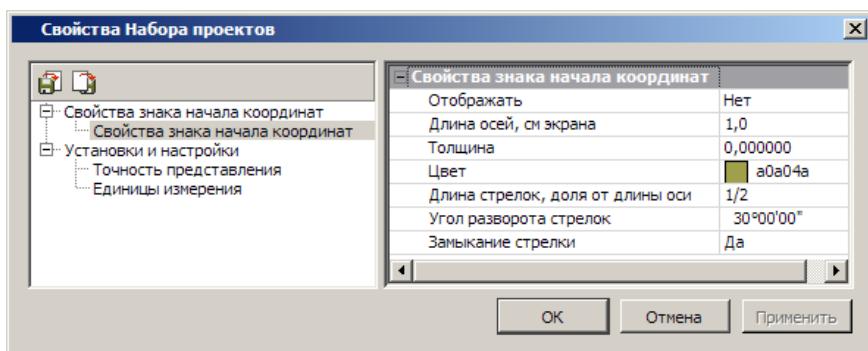 Свойства Набора проектов
Свойства знака начала координат
Свойства знака начала координат
Установки и настройки
Точность представления
Единицы измерения
Свойства знака начала координат
Отображать Нет
Длина осей, см экрана 1,0
Толщина 0,000000
Цвет a0a04a
Длина стрелок, доля от длины оси 1/2
Угол разворота стрелок 30°00'00"
Замыкание стрелки Да
ОК Отмена Применить